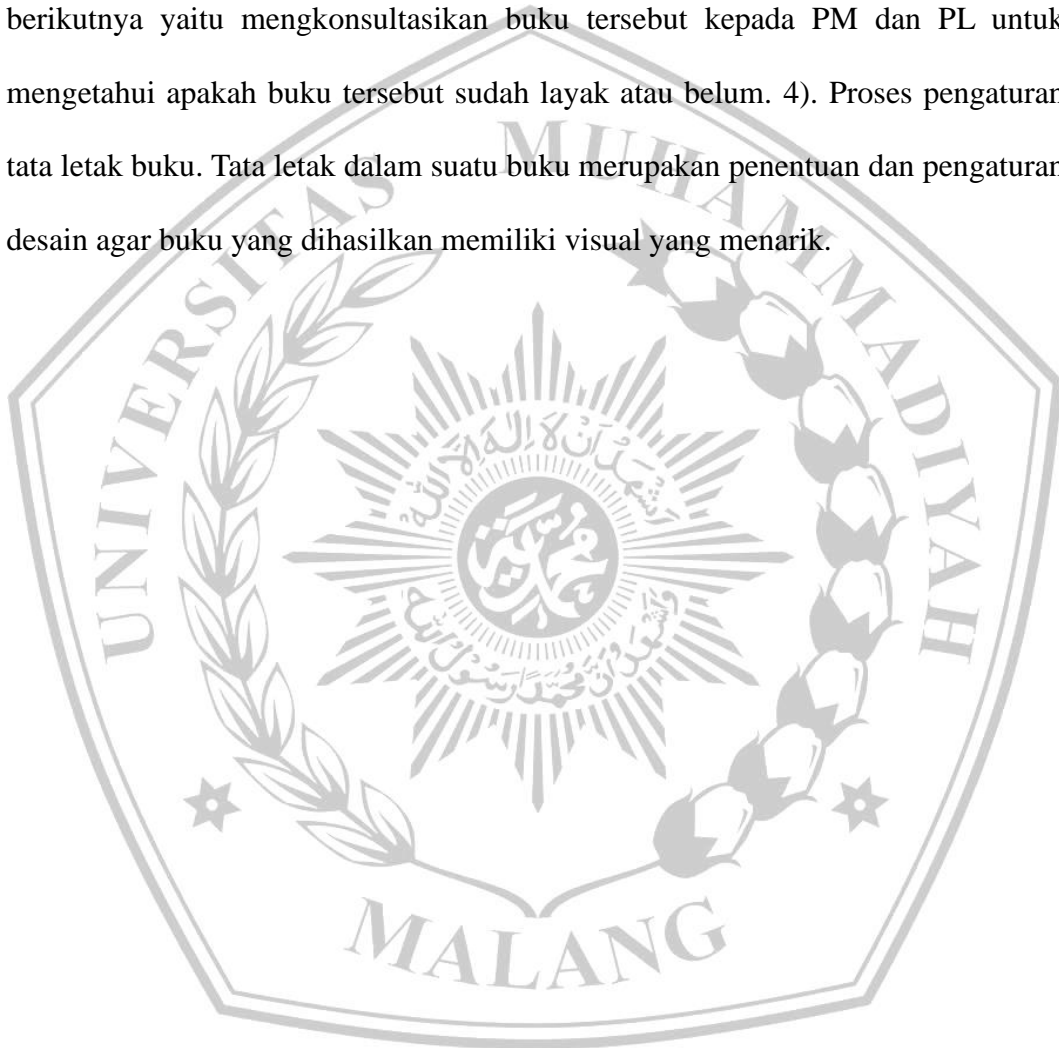 berikutnya yaitu mengkonsultasikan buku tersebut kepada PM dan PL untuk
mengetahui apakah buku tersebut sudah layak atau belum. 4). Proses pengaturan
tata letak buku. Tata letak dalam suatu buku merupakan penentuan dan pengaturan
desain agar buku yang dihasilkan memiliki visual yang menarik.
UNIVERSITAS MUHAMMADIYAH
MALANG